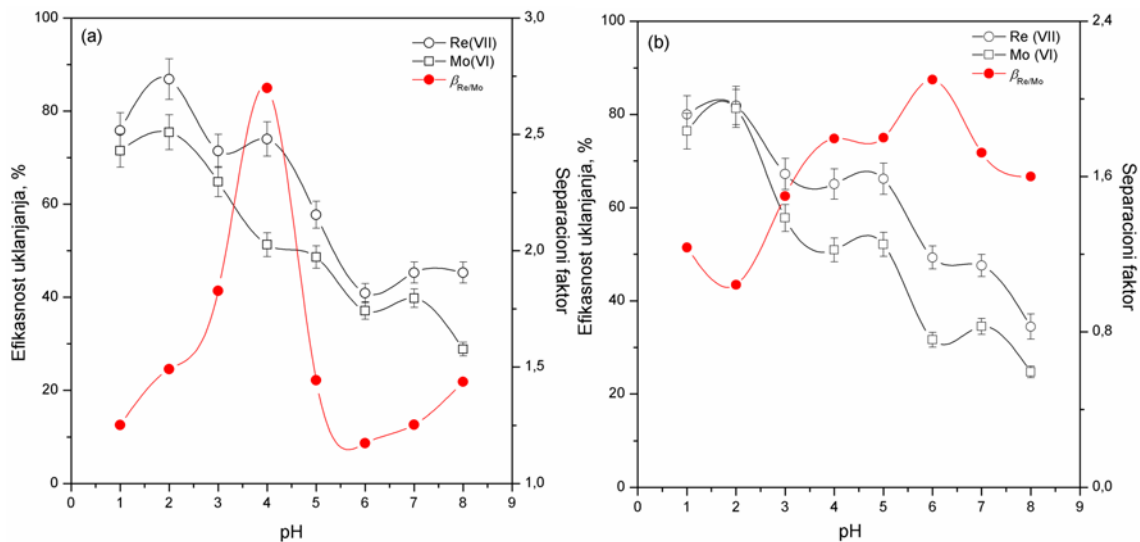 (a)
Re(VII)
Mo(VI)
βRe/Mo
Efikasnost uklanjanja, %
100
80
60
40
20
0
0 1 2 3 4 5 6 7 8 9
pH
3,0
2,5
2,0
1,5
1,0
Separacioni faktor
(b)
Re (VII)
Mo (VI)
βRe/Mo
Efikasnost uklanjanja, %
100
80
60
40
20
0
0 1 2 3 4 5 6 7 8 9
pH
2,4
1,6
0,8
0,0
Separacioni faktor